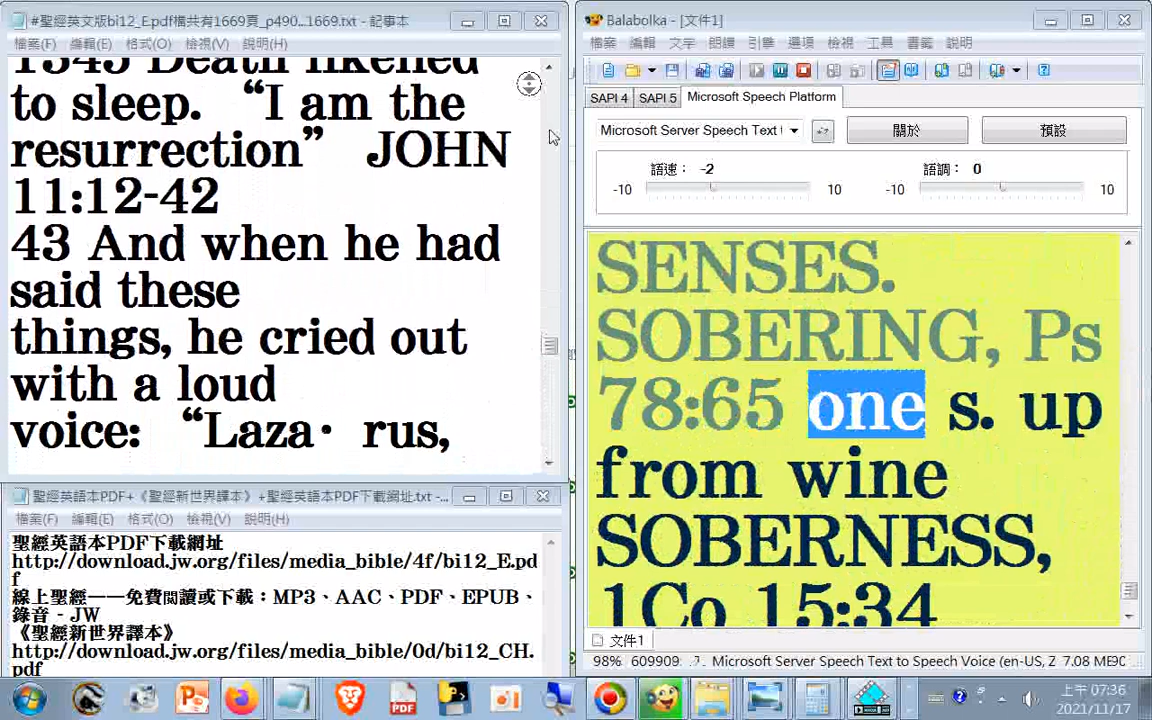 #聖經英文版bi12_E.pdf檔共有1669頁_p490...1669.txt - 記事本
檔案(F) 編輯(E) 格式(O) 檢視(V) 說明(H)
1345 Death likened
to sleep. “I am the
resurrection” JOHN
11:12-42
43 And when he had
said these
things, he cried out
with a loud
voice: “Laza· rus,
聖經英語本PDF+《聖經新世界譯本》+聖經英語本PDF下載網址.txt -...
檔案(F) 編輯(E) 格式(O) 檢視(V) 說明(H)
聖經英語本PDF下載網址
http://download.jw.org/files/media_bible/4f/bi12_E.pd
f
線上聖經——免費閱讀或下載：MP3、AAC、PDF、EPUB、
錄音 - JW
《聖經新世界譯本》
http://download.jw.org/files/media_bible/0d/bi12_CH.
pdf
Balabolka - [文件1]
檔案 編輯 文字 朗讀 引擎 選項 檢視 工具 書籤 說明
SAPI 4 SAPI 5 Microsoft Speech Platform
Microsoft Server Speech Text 關於 預設
語速： -2 語調： 0
-10 10 -10 10
SENSES.
SOBERING, Ps
78:65 one s. up
from wine
SOBERNESS,
1Co 15:34
文件1
98% 609909: Microsoft Server Speech Text to Speech Voice (en-US, Z 7.08 МБ
PDF
上午 07:36
2021/11/17